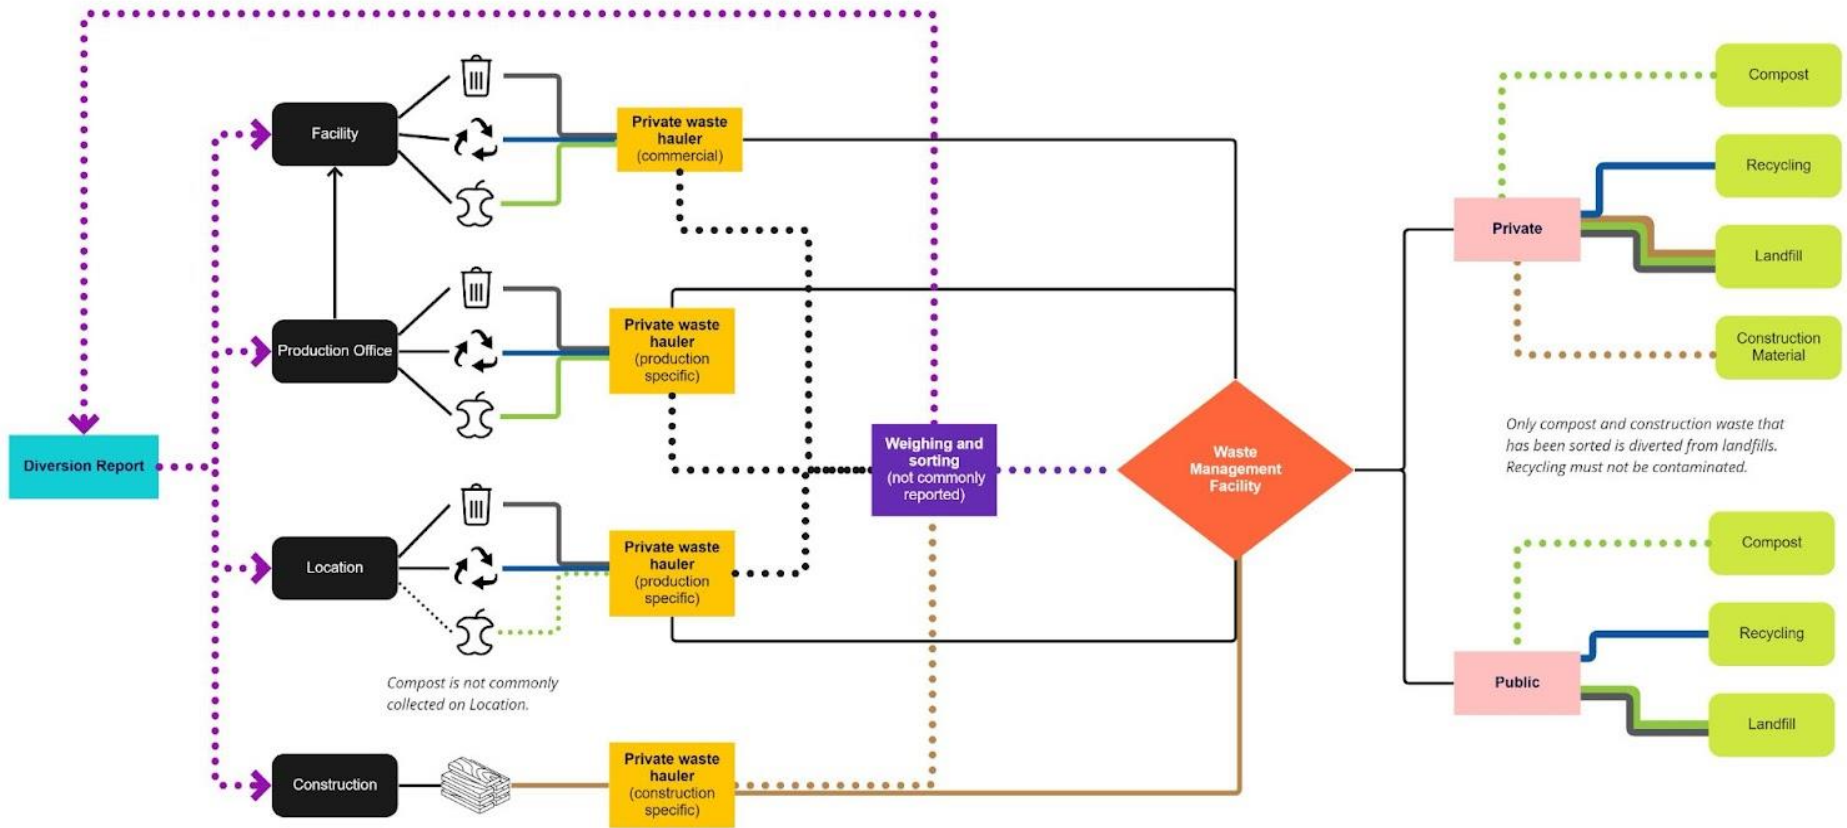 Facility
Private waste
hauler
(commercial)
Production Office
Private waste
hauler
(production
specific)
Diversion Report
Weighing and
sorting
(not commonly
reported)
Waste
Management
Facility
Location
Private waste
hauler
(production
specific)
Compost is not commonly
collected on Location.
Construction
Private waste
hauler
(construction
specific)
Private
Compost
Recycling
Landfill
Construction
Material
Only compost and construction waste that
has been sorted is diverted from landfills.
Recycling must not be contaminated.
Public
Compost
Recycling
Landfill